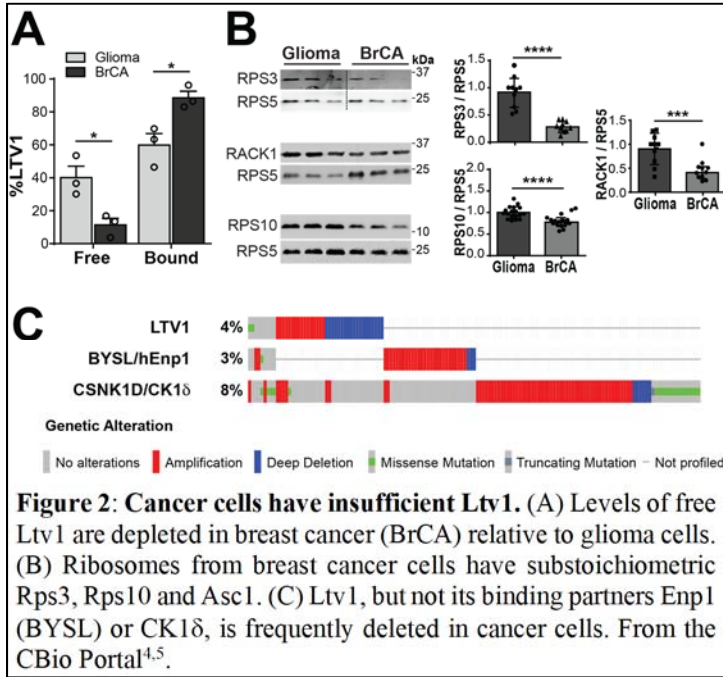 A
Glioma
BrCA
%LTV1
100
80
60
40
20
0
*
*
Free
Bound
B
Glioma
BrCA
kDa
RPS3
37
RPS5
25
RACK1
37
RPS5
25
RPS10
10
RPS5
25
RPS3 / RPS5
1.5
1.0
0.5
0.0
****
Glioma
BrCA
RPS10 / RPS5
1.5
1.0
0.5
0.0
****
Glioma
BrCA
RACK1 / RPS5
1.5
1.0
0.5
0
***
Glioma
BrCA
C
LTV1 4%
BYSL/hEnp1 3%
CSNK1D/CK1δ 8%
Genetic Alteration
No alterations Amplification Deep Deletion Missense Mutation Truncating Mutation Not profiled
Figure 2: Cancer cells have insufficient Ltv1. (A) Levels of free
Ltv1 are depleted in breast cancer (BrCA) relative to glioma cells.
(B) Ribosomes from breast cancer cells have substoichiometric
Rps3, Rps10 and Asc1. (C) Ltv1, but not its binding partners Enp1
(BYSL) or CK1δ, is frequently deleted in cancer cells. From the
CBio Portal4,5.